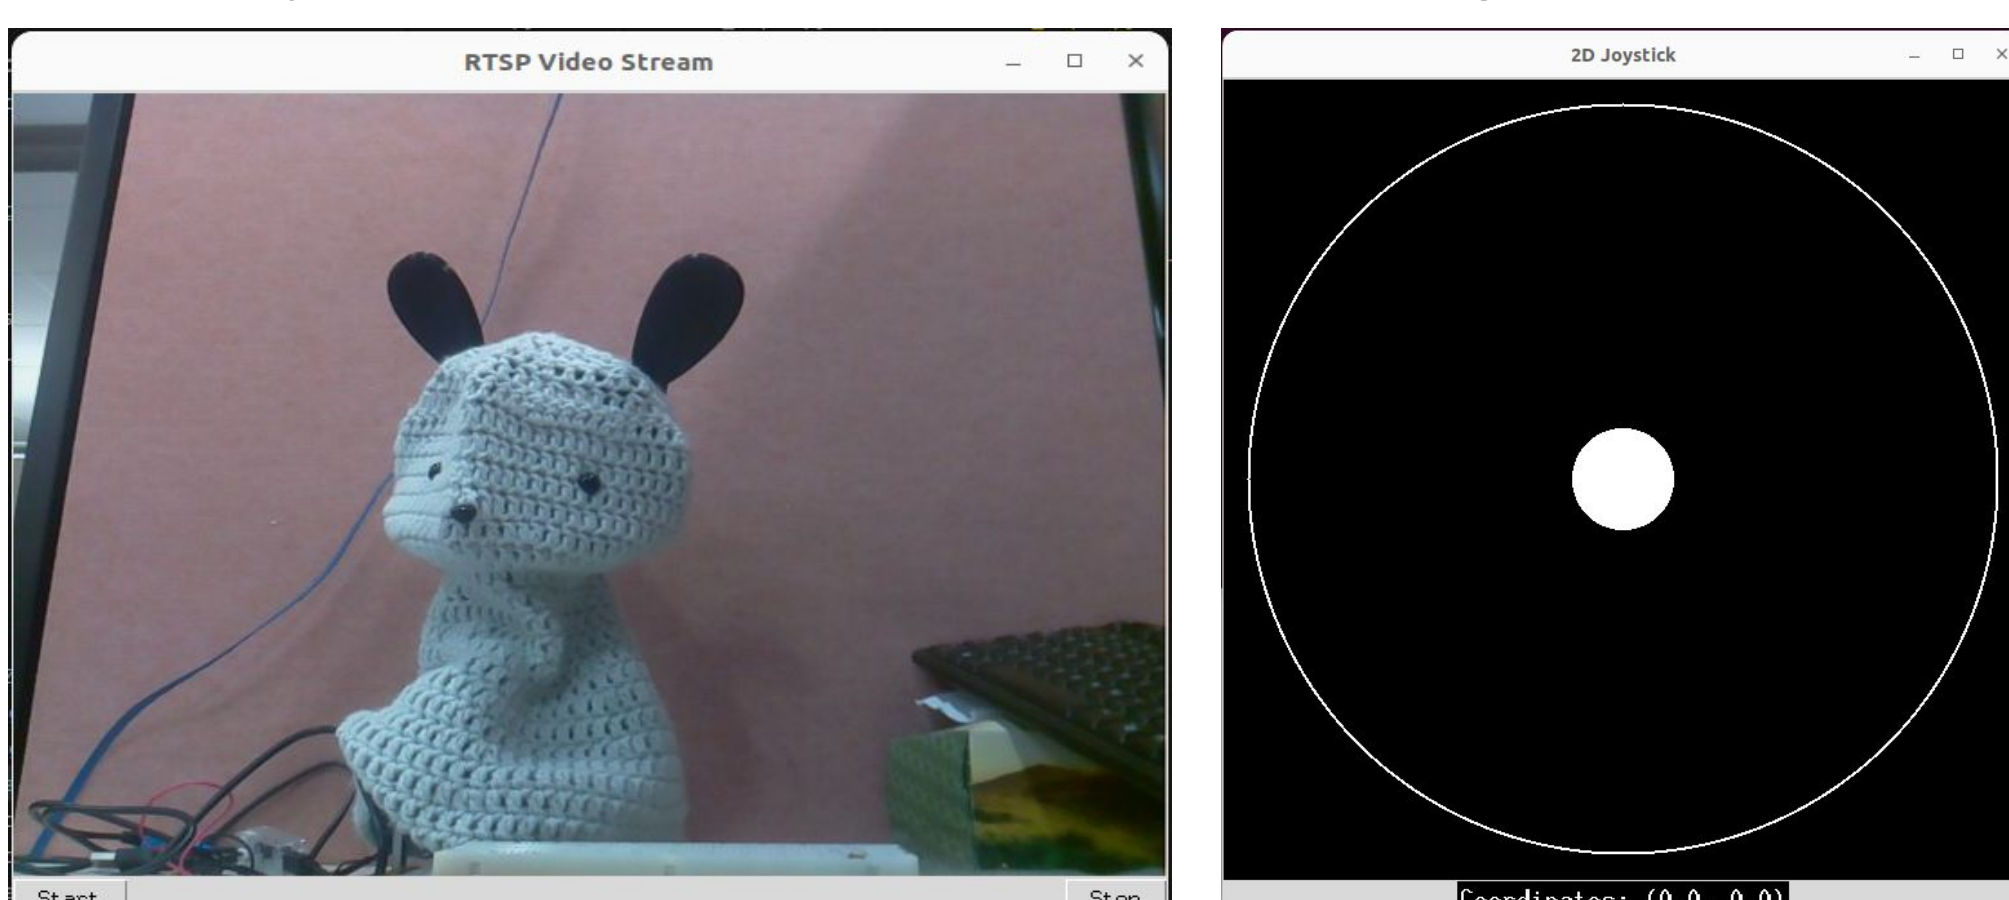 RTSP Video Stream
2D Joystick
Start
Stop
Coordinates: (0.0, 0.0)